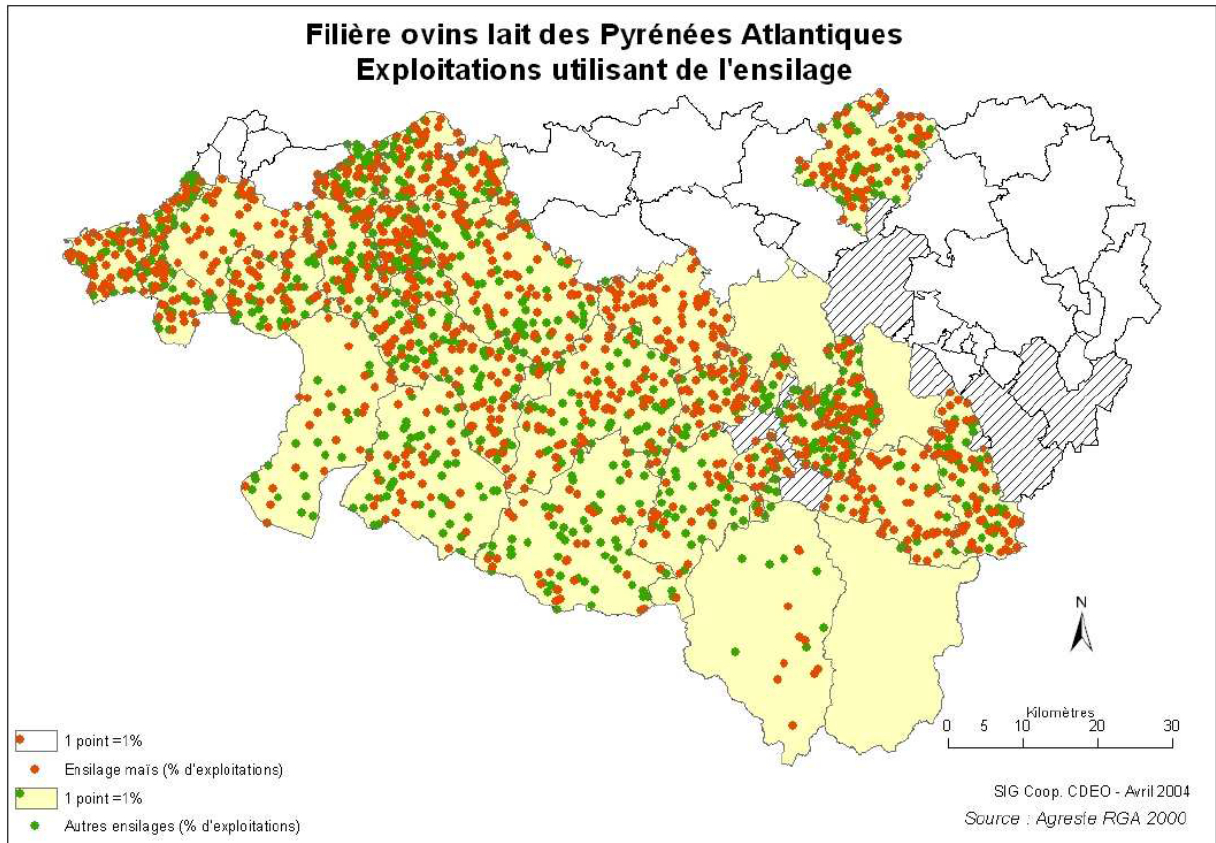 Filière ovins lait des Pyrénées Atlantiques
Exploitations utilisant de l'ensilage
N
Kilomètres
0 5 10 20 30
1 point =1%
Ensilage maïs (% d'exploitations)
1 point =1%
Autres ensilages (% d'exploitations)
SIG Coop. CDEO - Avril 2004
Source : Agreste RGA 2000